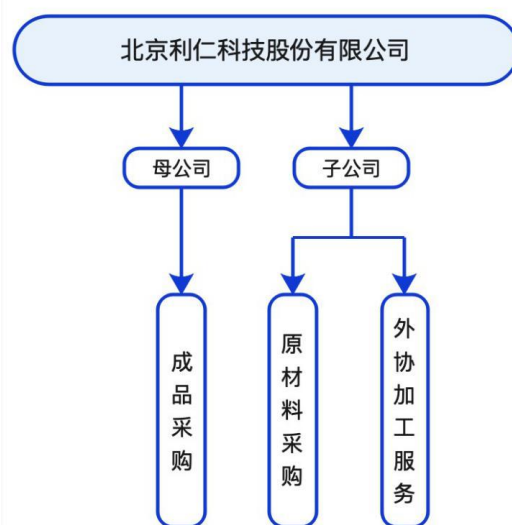 北京利仁科技股份有限公司
母公司
子公司
成品采购
原材料采购
外协加工服务